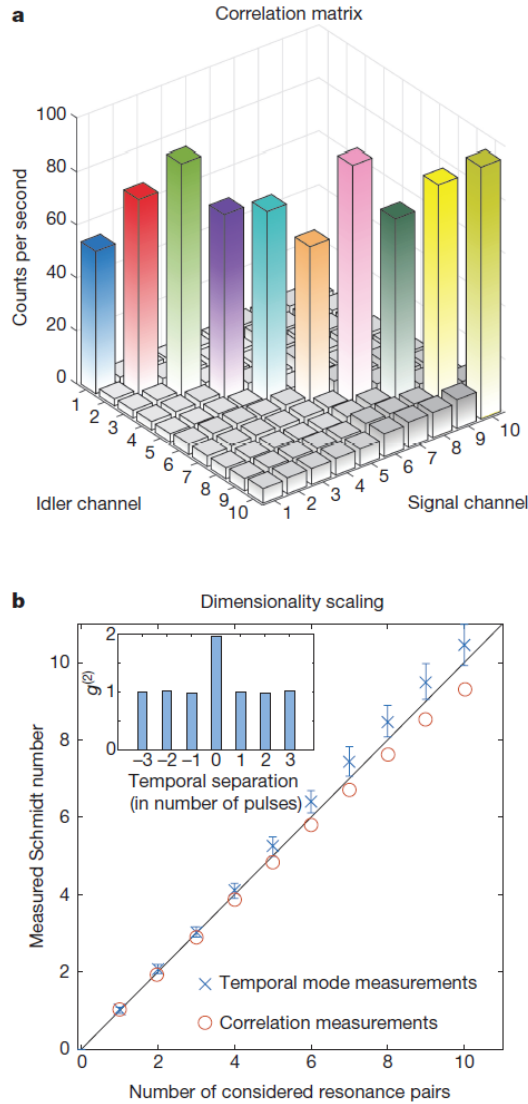 a
Correlation matrix
100
80
60
40
20
0
Counts per second
1
2
3
4
5
6
7
8
9
10
Idler channel
1
2
3
4
5
6
7
8
9
10
Signal channel
b
Dimensionality scaling
10
8
6
4
2
0
Measured Schmidt number
2
1
0
g(2)
−3 −2 −1 0 1 2 3
Temporal separation
(in number of pulses)
Temporal mode measurements
Correlation measurements
0 2 4 6 8 10
Number of considered resonance pairs